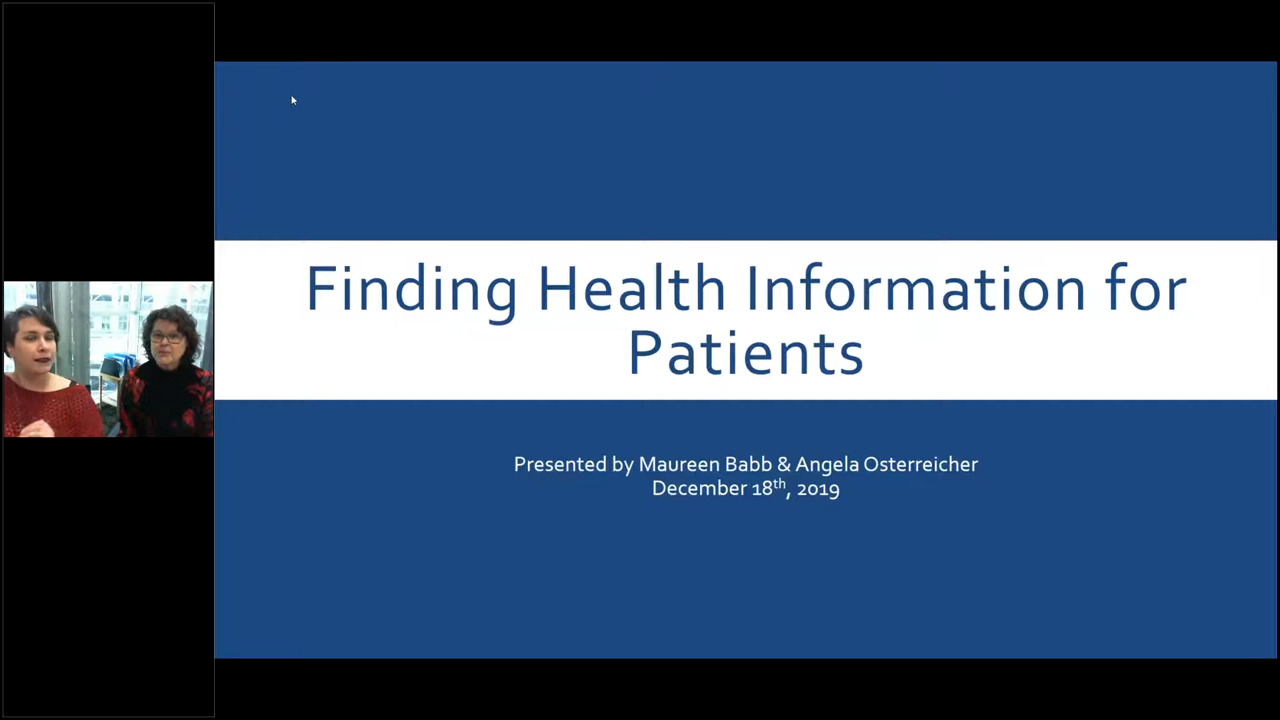 Finding Health Information for
Patients
Presented by Maureen Babb & Angela Osterreicher
December 18th, 2019